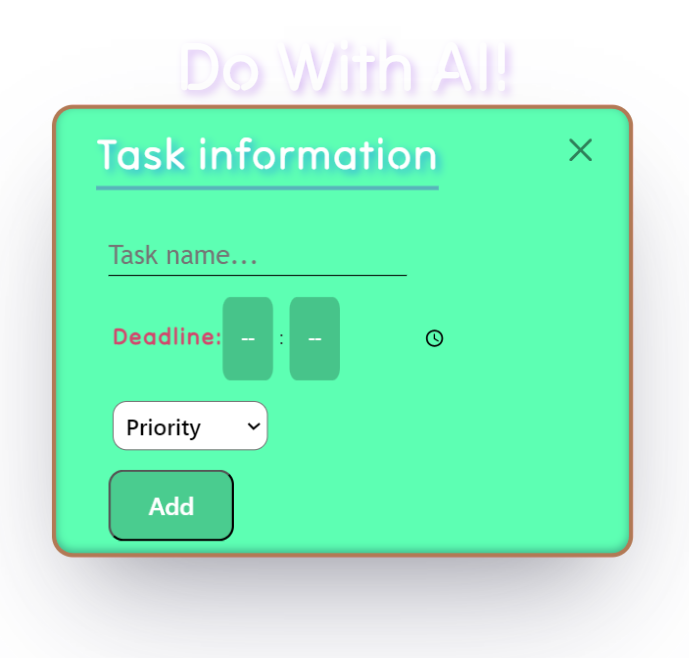 Do With AI!
Task information
Task name...
Deadline: -- : --
Priority
Add